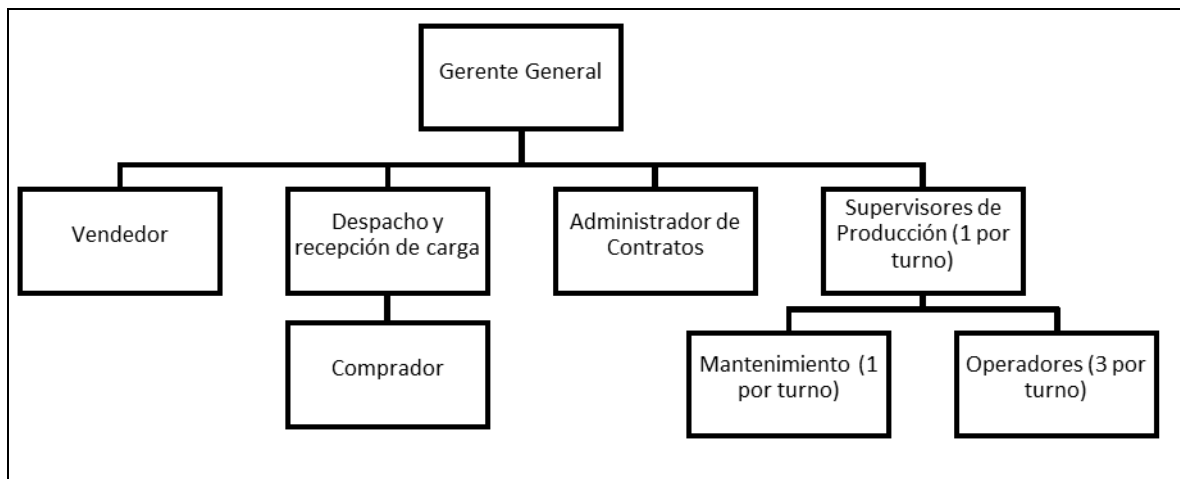 Gerente General
Vendedor
Despacho y
recepción de carga
Administrador de
Contratos
Supervisores de
Producción (1 por
turno)
Comprador
Mantenimiento (1
por turno)
Operadores (3 por
turno)